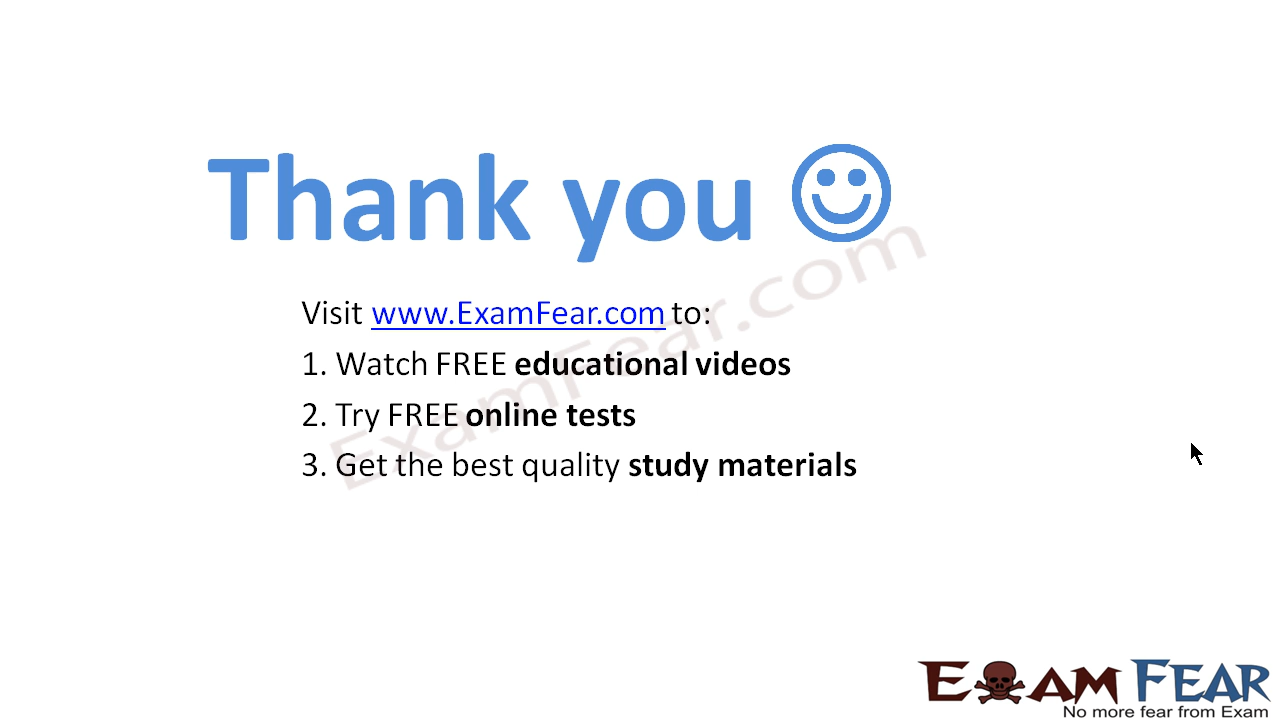 Thank you
Visit www.ExamFear.com to:
1. Watch FREE educational videos
2. Try FREE online tests
3. Get the best quality study materials
ExamFear.com
EXAM FEAR
No more fear from Exam